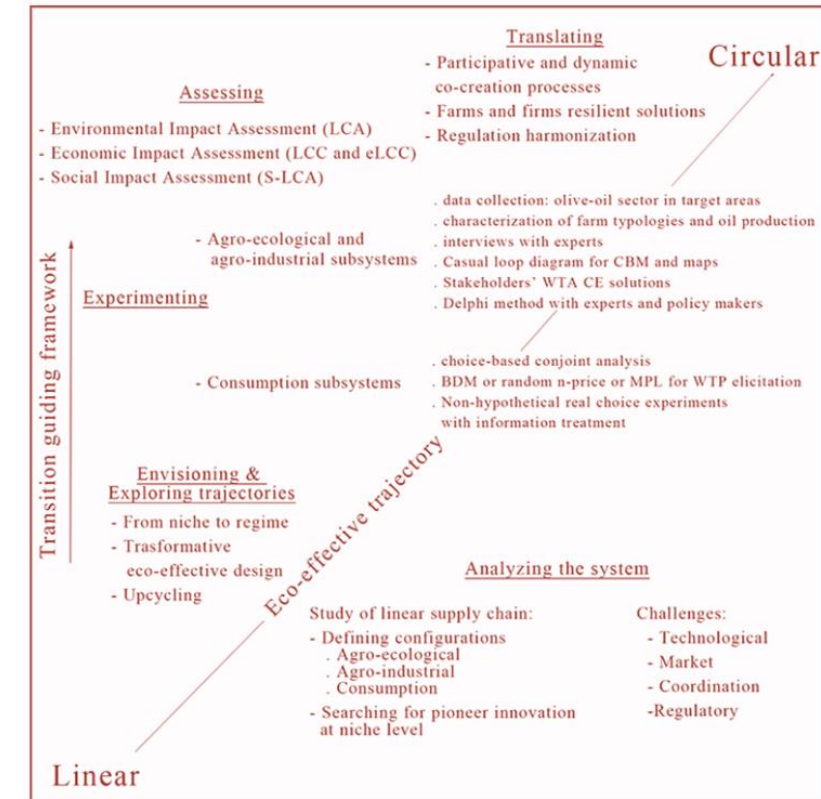 Translating
- Participative and dynamic
co-creation processes
- Farms and firms resilient solutions
- Regulation harmonization
Circular
Assessing
- Environmental Impact Assessment (LCA)
- Economic Impact Assessment (LCC and eLCC)
- Social Impact Assessment (S-LCA)
Transition guiding framework
Experimenting
- Agro-ecological and
agro-industrial subsystems
. data collection: olive-oil sector in target areas
. characterization of farm typologies and oil production
. interviews with experts
. Casual loop diagram for CBM and maps
. Stakeholders' WTA CE solutions
. Delphi method with experts and policy makers
- Consumption subsystems
. choice-based conjoint analysis
. BDM or random n-price or MPL for WTP elicitation
. Non-hypothetical real choice experiments
with information treatment
Envisioning &
Exploring trajectories
- From niche to regime
- Trasformative
eco-effective design
- Upcycling
Eco-effective trajectory
Analyzing the system
Study of linear supply chain:
- Defining configurations
. Agro-ecological
. Agro-industrial
. Consumption
- Searching for pioneer innovation
at niche level
Challenges:
- Technological
- Market
- Coordination
-Regulatory
Linear